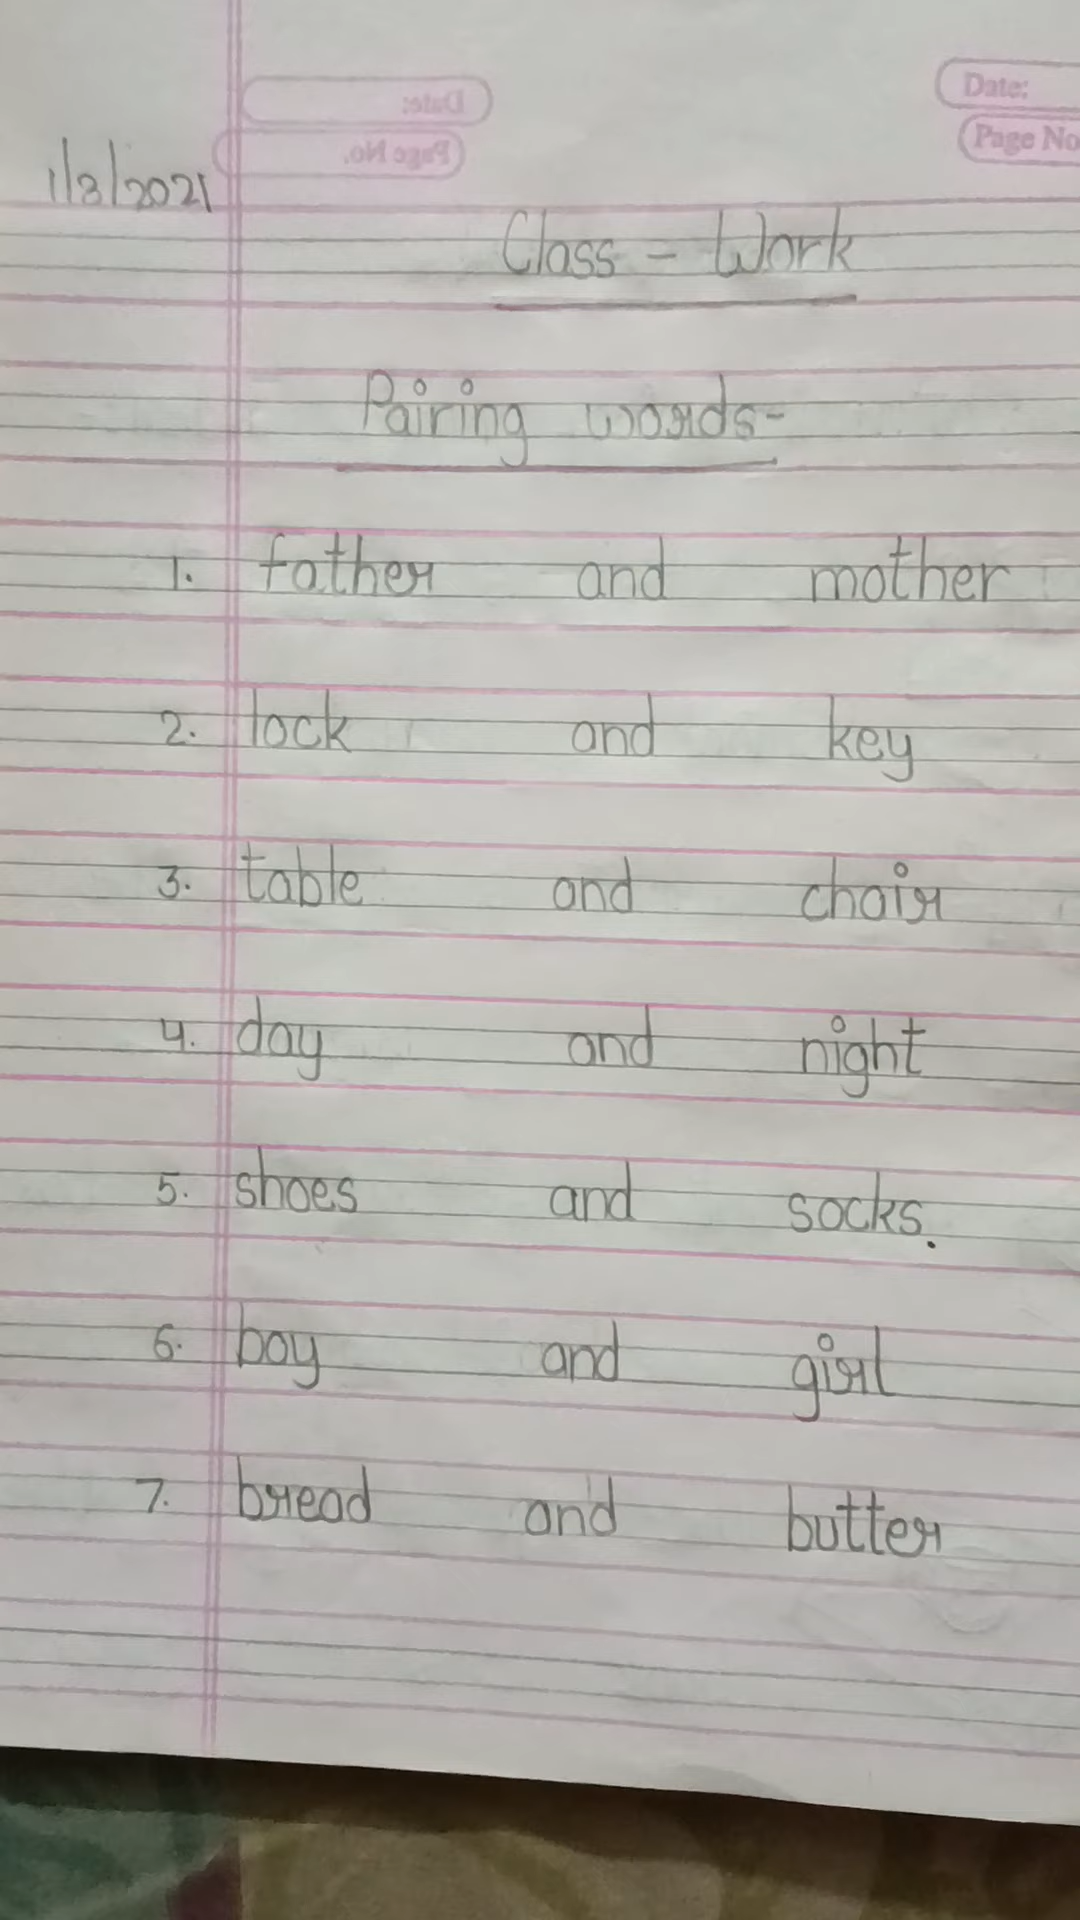 Date:
Page No
1/3/2021
Class - Work
Pairing words-
1. father and mother
2. lock and key
3. table and chair
4. day and night
5. shoes and socks.
6. boy and girl
7. bread and butter